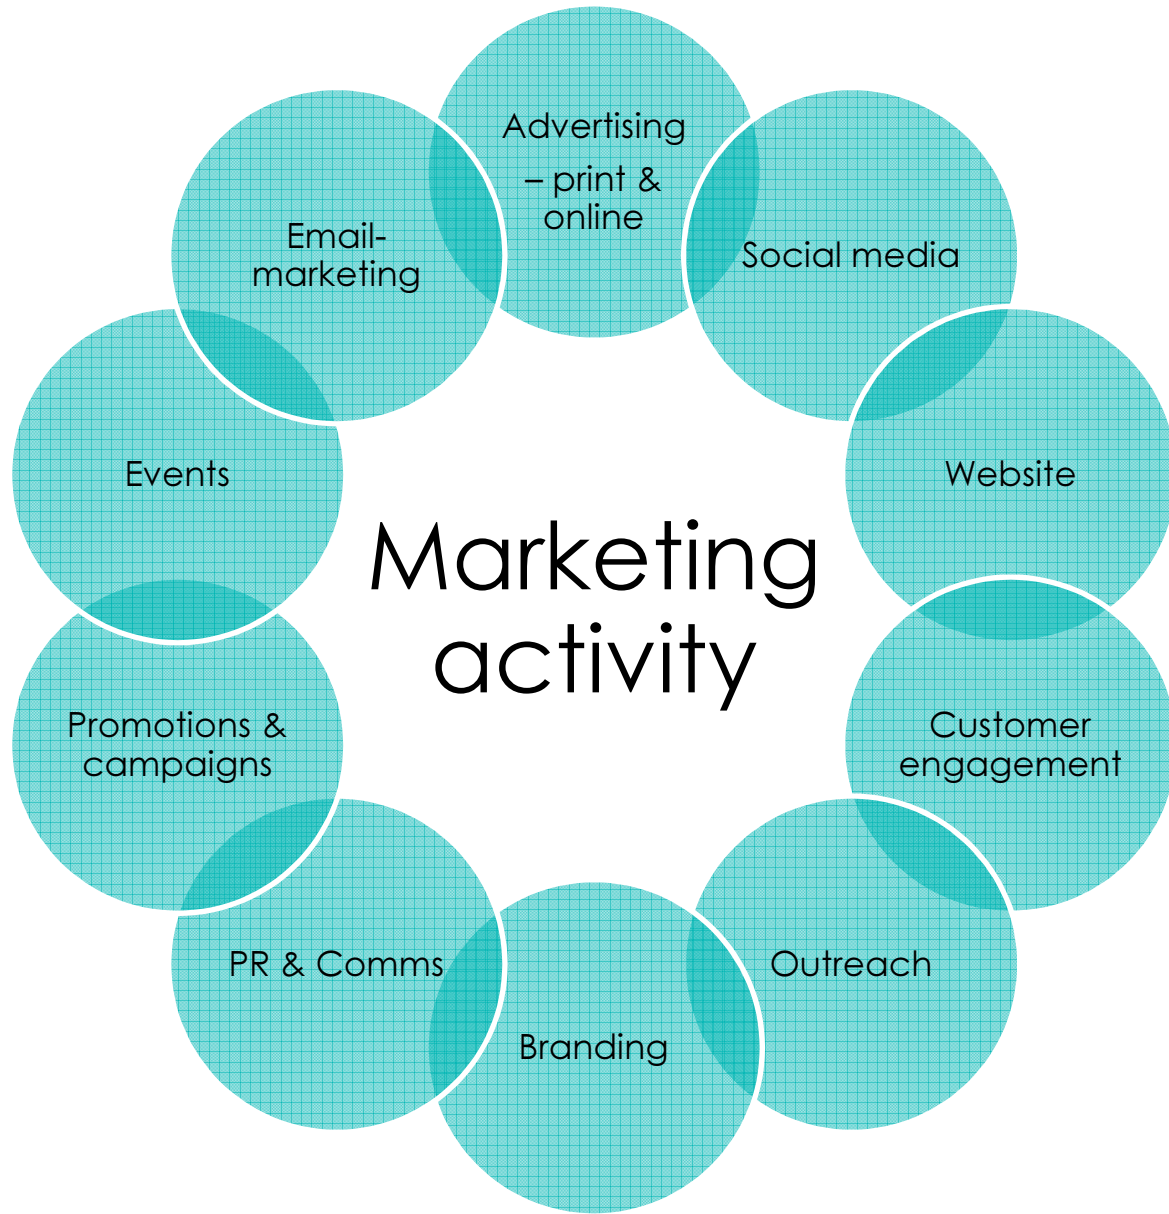 Advertising
– print &
online
Social media
Website
Customer
engagement
Outreach
Branding
PR & Comms
Promotions &
campaigns
Events
Email-
marketing
Marketing
activity